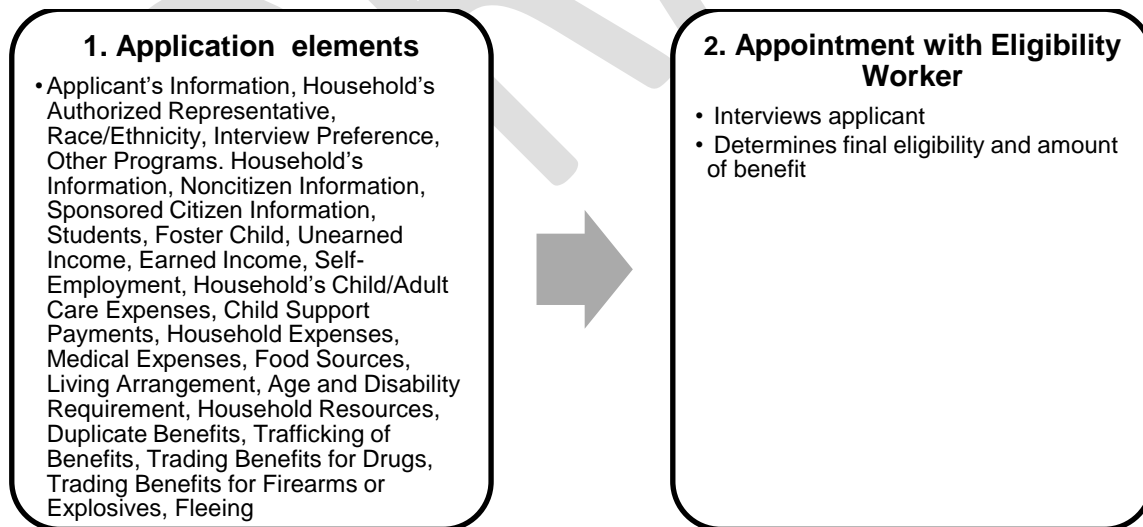 1. Application elements
• Applicant's Information, Household's
Authorized Representative,
Race/Ethnicity, Interview Preference,
Other Programs. Household's
Information, Noncitizen Information,
Sponsored Citizen Information,
Students, Foster Child, Unearned
Income, Earned Income, Self-
Employment, Household's Child/Adult
Care Expenses, Child Support
Payments, Household Expenses,
Medical Expenses, Food Sources,
Living Arrangement, Age and Disability
Requirement, Household Resources,
Duplicate Benefits, Trafficking of
Benefits, Trading Benefits for Drugs,
Trading Benefits for Firearms or
Explosives, Fleeing
2. Appointment with Eligibility
Worker
• Interviews applicant
• Determines final eligibility and amount
of benefit